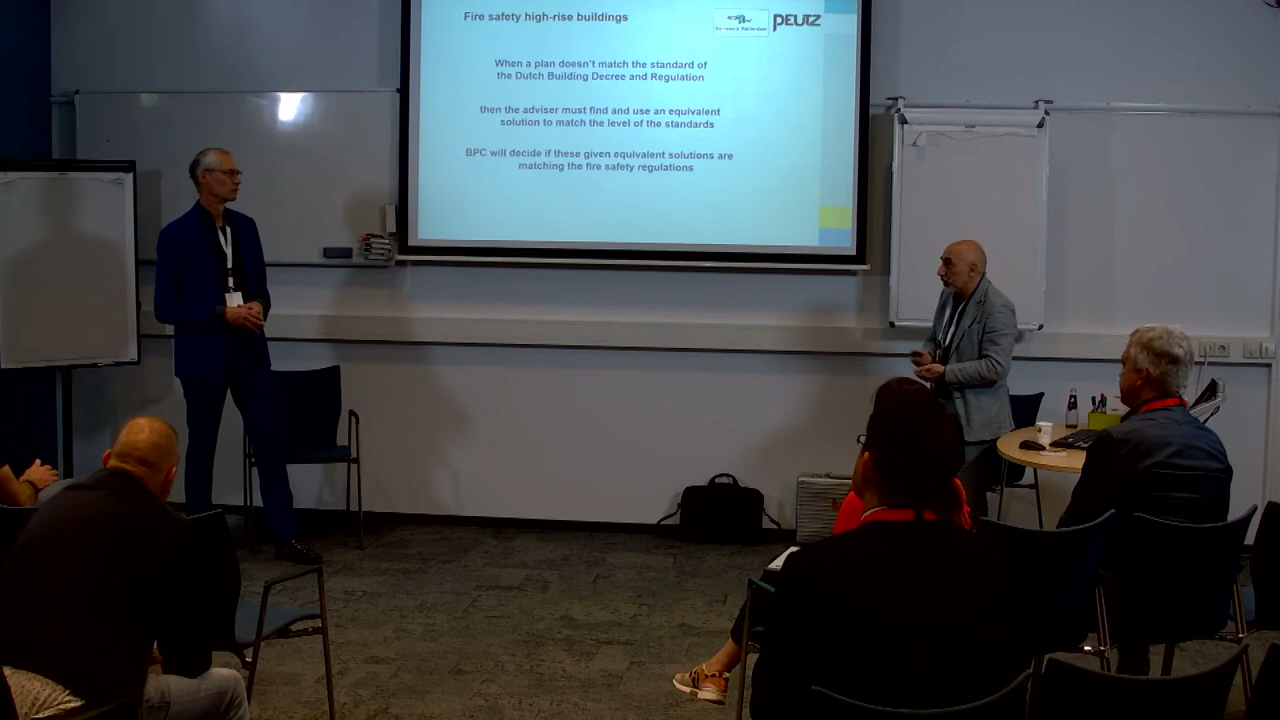 Fire safety high-rise buildings
PEUTZ
When a plan doesn't match the standard of
the Dutch Building Decree and Regulation
then the adviser must find and use an equivalent
solution to match the level of the standards
BPC will decide if these given equivalent solutions are
matching the fire safety regulations